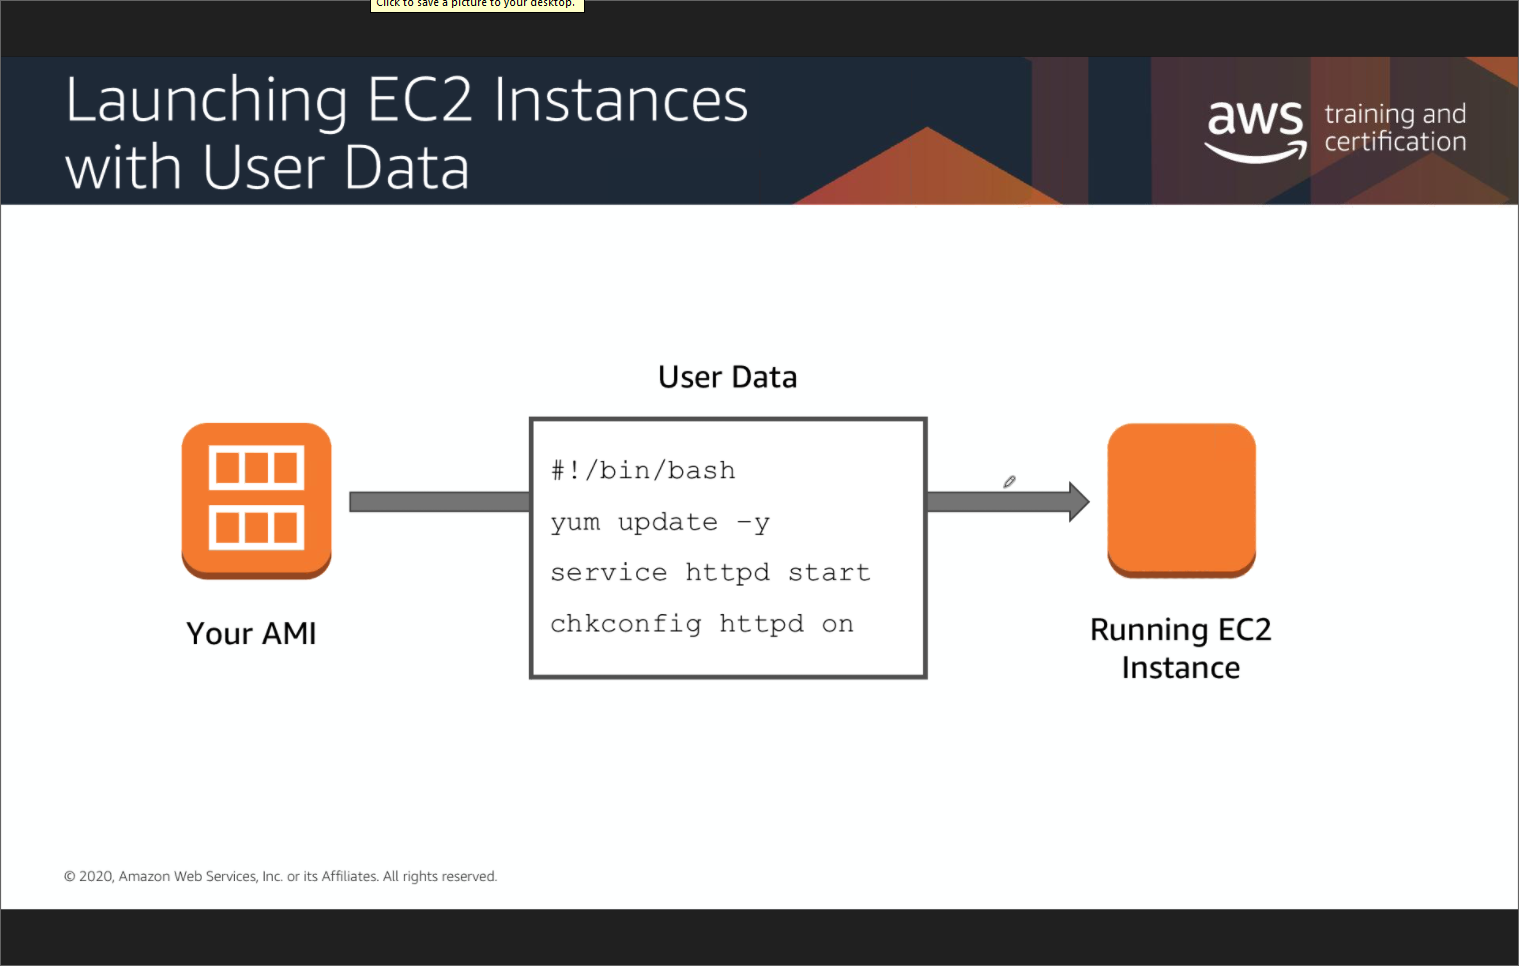 Click to save a picture to your desktop.
Launching EC2 Instances
with User Data
aws training and
certification
User Data
#!/bin/bash
yum update -y
service httpd start
chkconfig httpd on
Your AMI
Running EC2
Instance
© 2020, Amazon Web Services, Inc. or its Affiliates. All rights reserved.